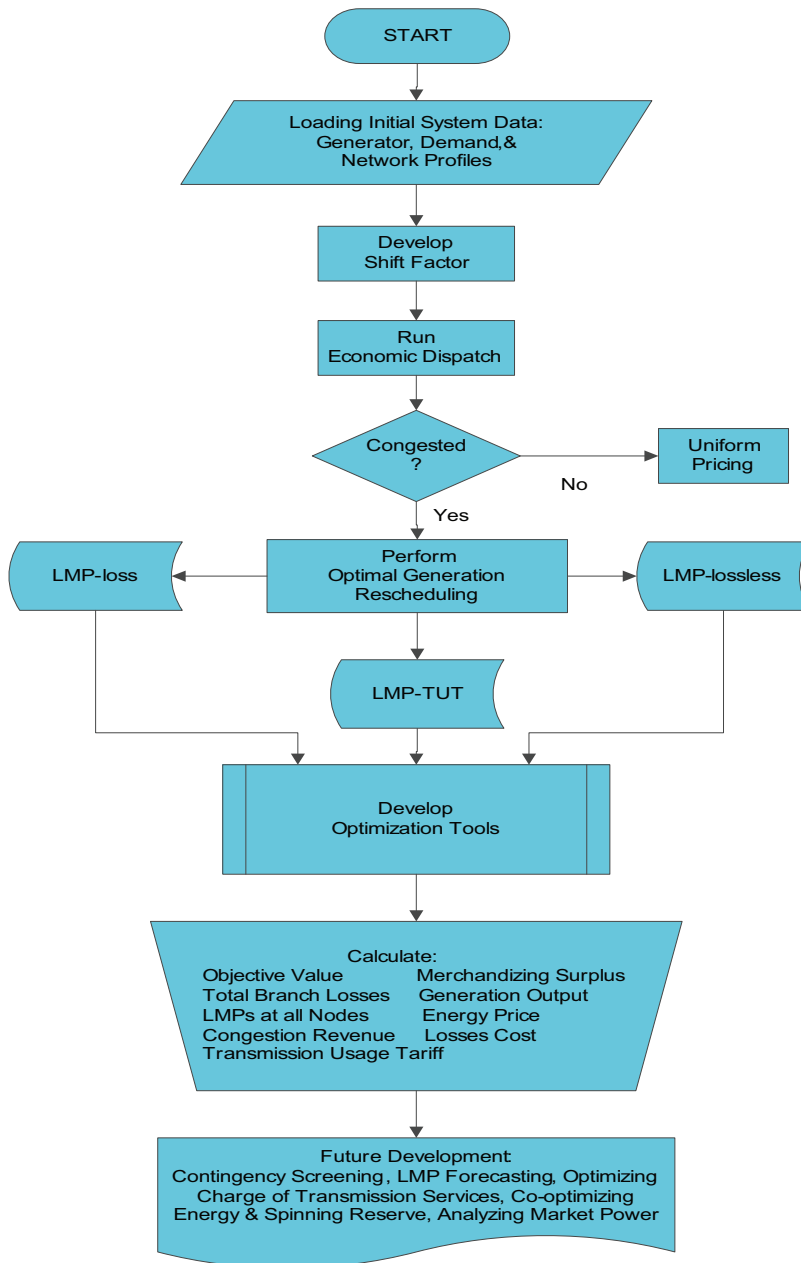 START
Loading Initial System Data:
Generator, Demand,&
Network Profiles
Develop
Shift Factor
Run
Economic Dispatch
Congested
?
Uniform
Pricing
No
Yes
LMP-loss
Perform
Optimal Generation
Rescheduling
LMP-lossless
LMP-TUT
Develop
Optimization Tools
Calculate:
Objective Value Merchandizing Surplus
Total Branch Losses Generation Output
LMPs at all Nodes Energy Price
Congestion Revenue Losses Cost
Transmission Usage Tariff
Future Development:
Contingency Screening, LMP Forecasting, Optimizing
Charge of Transmission Services, Co-optimizing
Energy & Spinning Reserve, Analyzing Market Power